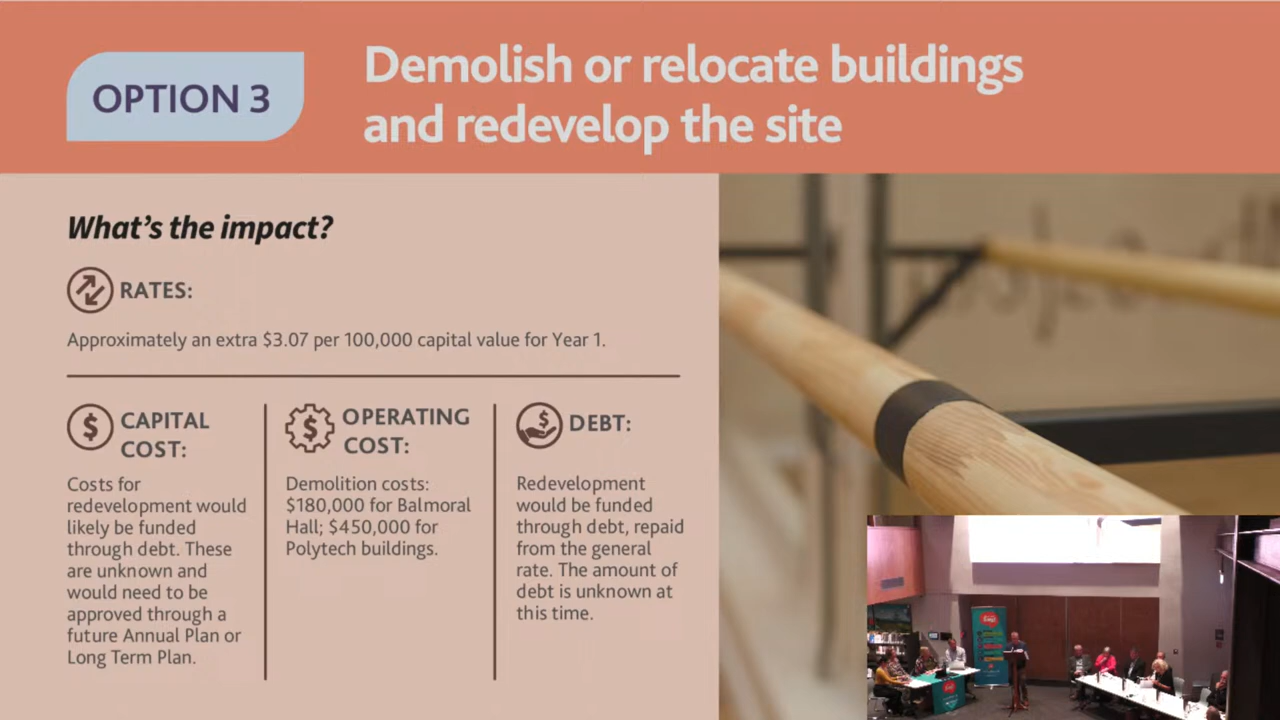 OPTION 3
Demolish or relocate buildings
and redevelop the site
What's the impact?
RATES:
Approximately an extra $3.07 per 100,000 capital value for Year 1.
CAPITAL
COST:
Costs for
redevelopment would
likely be funded
through debt. These
are unknown and
would need to be
approved through a
future Annual Plan or
Long Term Plan.
OPERATING
COST:
Demolition costs:
$180,000 for Balmoral
Hall; $450,000 for
Polytech buildings.
DEBT:
Redevelopment
would be funded
through debt, repaid
from the general
rate. The amount of
debt is unknown at
this time.